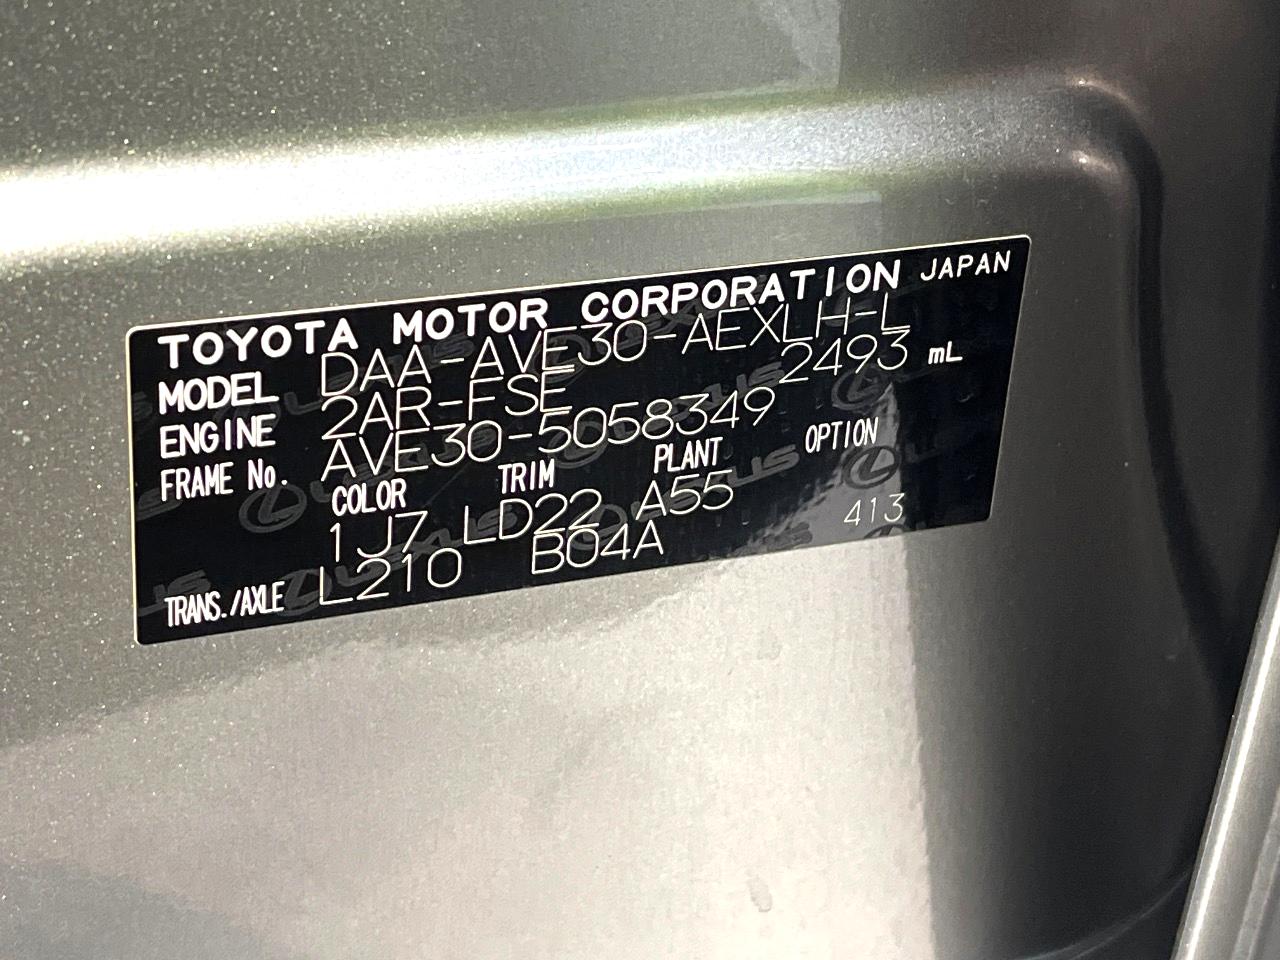 TOYOTA MOTOR CORPORATION JAPAN
MODEL DAA-AVE30-AEXLH-L
ENGINE 2AR-FSE 2493 mL
FRAME No. AVE30-5058349
COLOR TRIM PLANT OPTION
1J7 LD22 A55 413
TRANS./AXLE L210 B04A